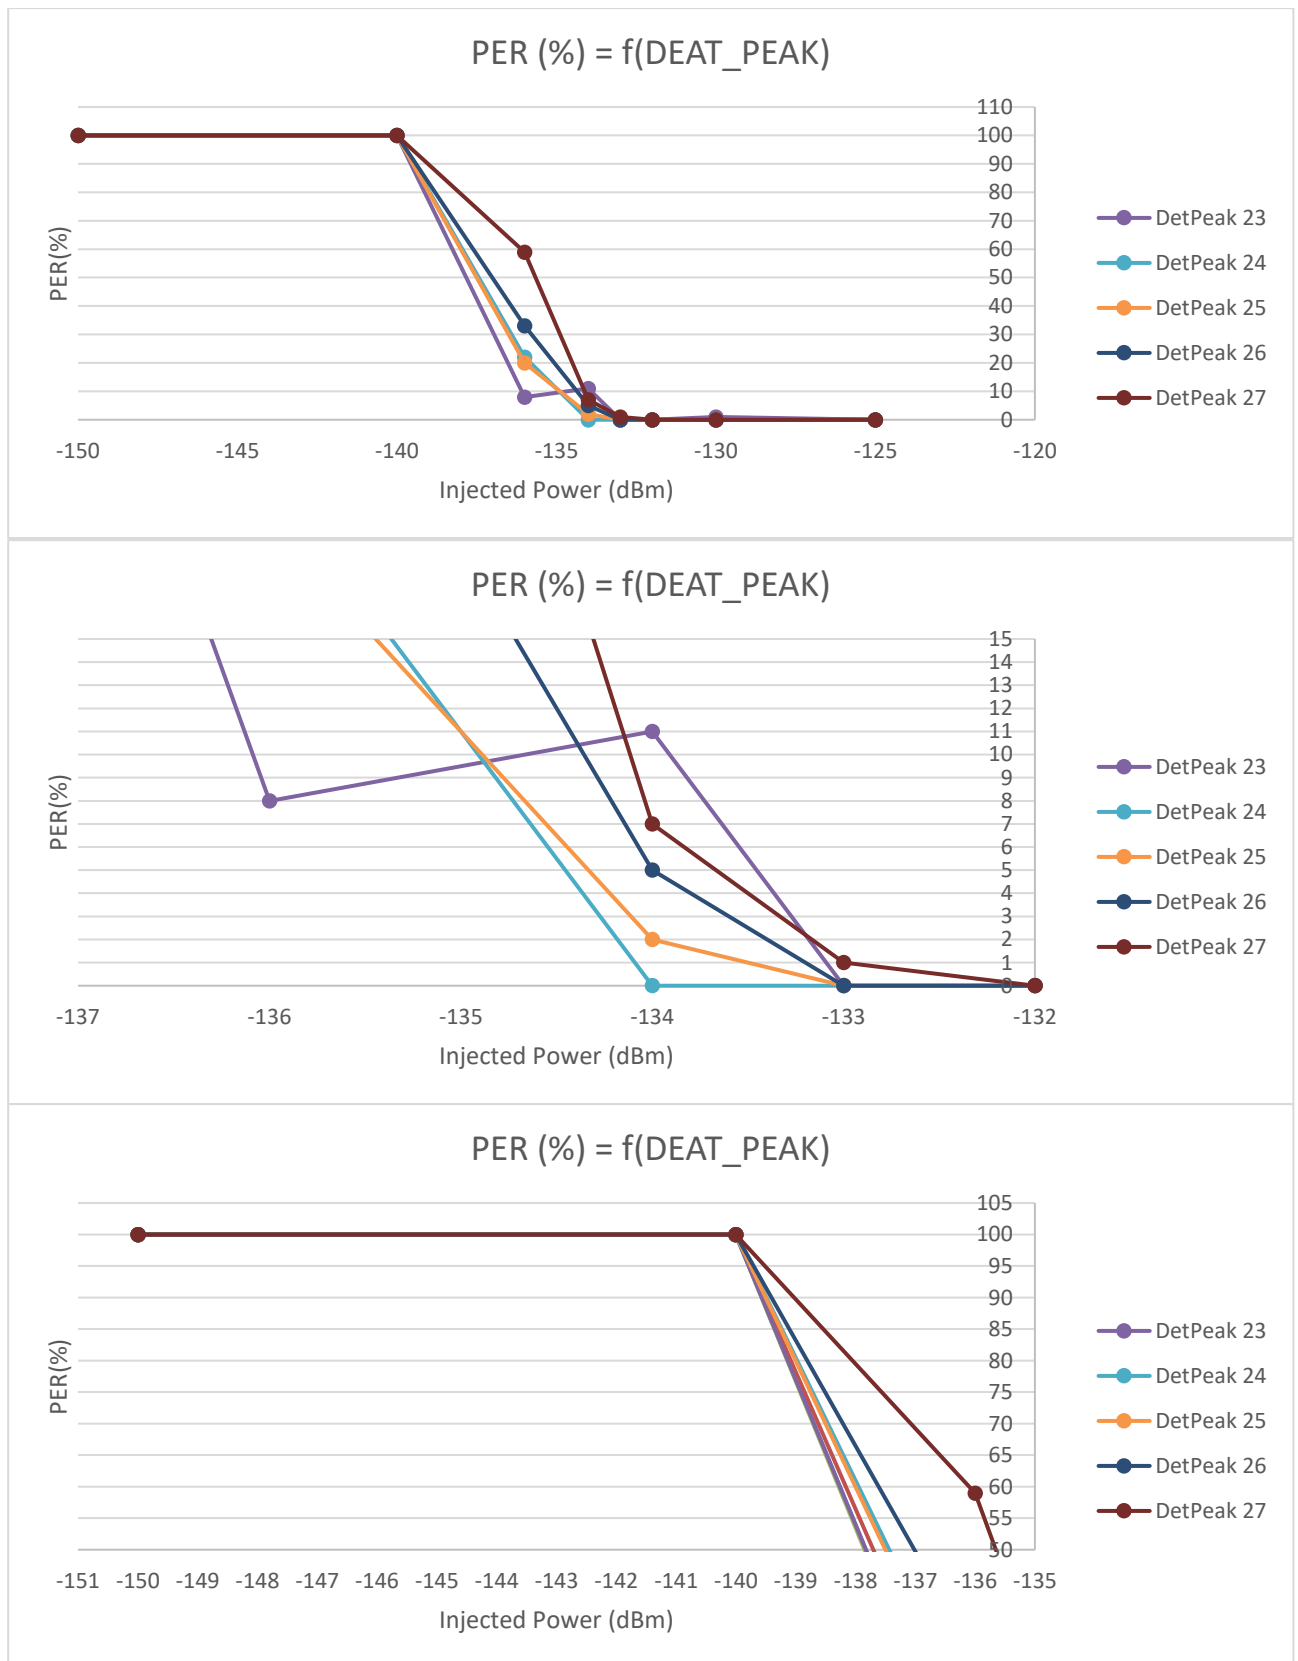 PER (%) = f(DEAT_PEAK)
110
100
90
80
70
60
50
40
30
20
10
0
PER(%)
-150 -145 -140 -135 -130 -125 -120
Injected Power (dBm)
DetPeak 23
DetPeak 24
DetPeak 25
DetPeak 26
DetPeak 27
PER (%) = f(DEAT_PEAK)
15
14
13
12
11
10
9
8
7
6
5
4
3
2
1
0
PER(%)
-137 -136 -135 -134 -133 -132
Injected Power (dBm)
DetPeak 23
DetPeak 24
DetPeak 25
DetPeak 26
DetPeak 27
PER (%) = f(DEAT_PEAK)
105
100
95
90
85
80
75
70
65
60
55
50
PER(%)
-151 -150 -149 -148 -147 -146 -145 -144 -143 -142 -141 -140 -139 -138 -137 -136 -135
Injected Power (dBm)
DetPeak 23
DetPeak 24
DetPeak 25
DetPeak 26
DetPeak 27